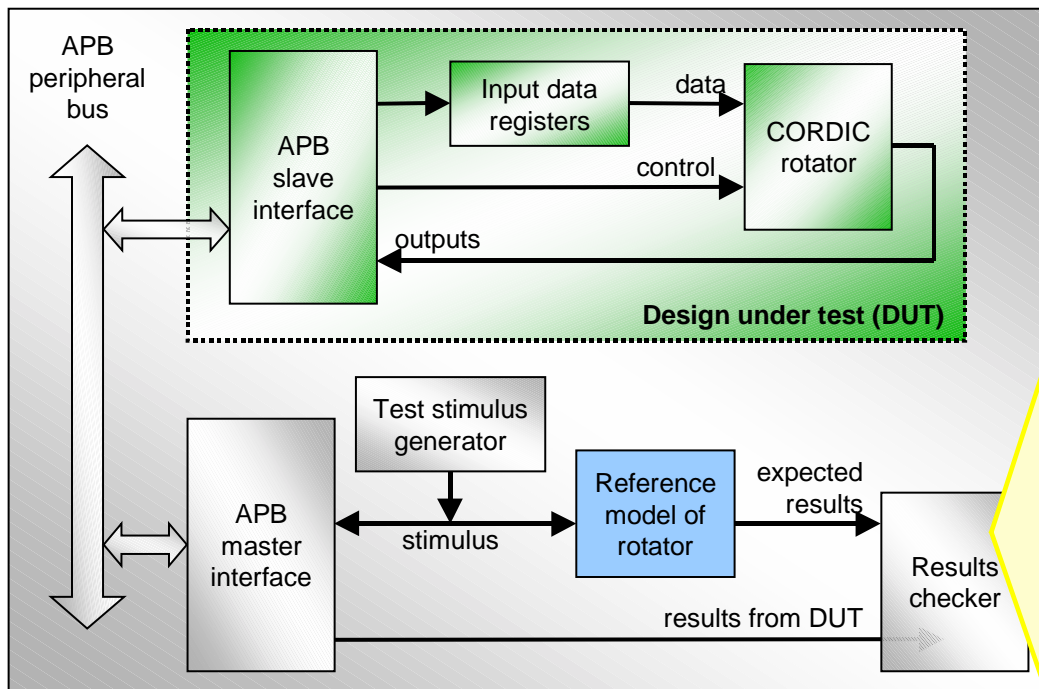 APB
peripheral
bus
APB
slave
interface
Input data
registers
data
CORDIC
rotator
control
outputs
Design under test (DUT)
Test stimulus
generator
APB
master
interface
stimulus
Reference
model of
rotator
expected
results
Results
checker
results from DUT